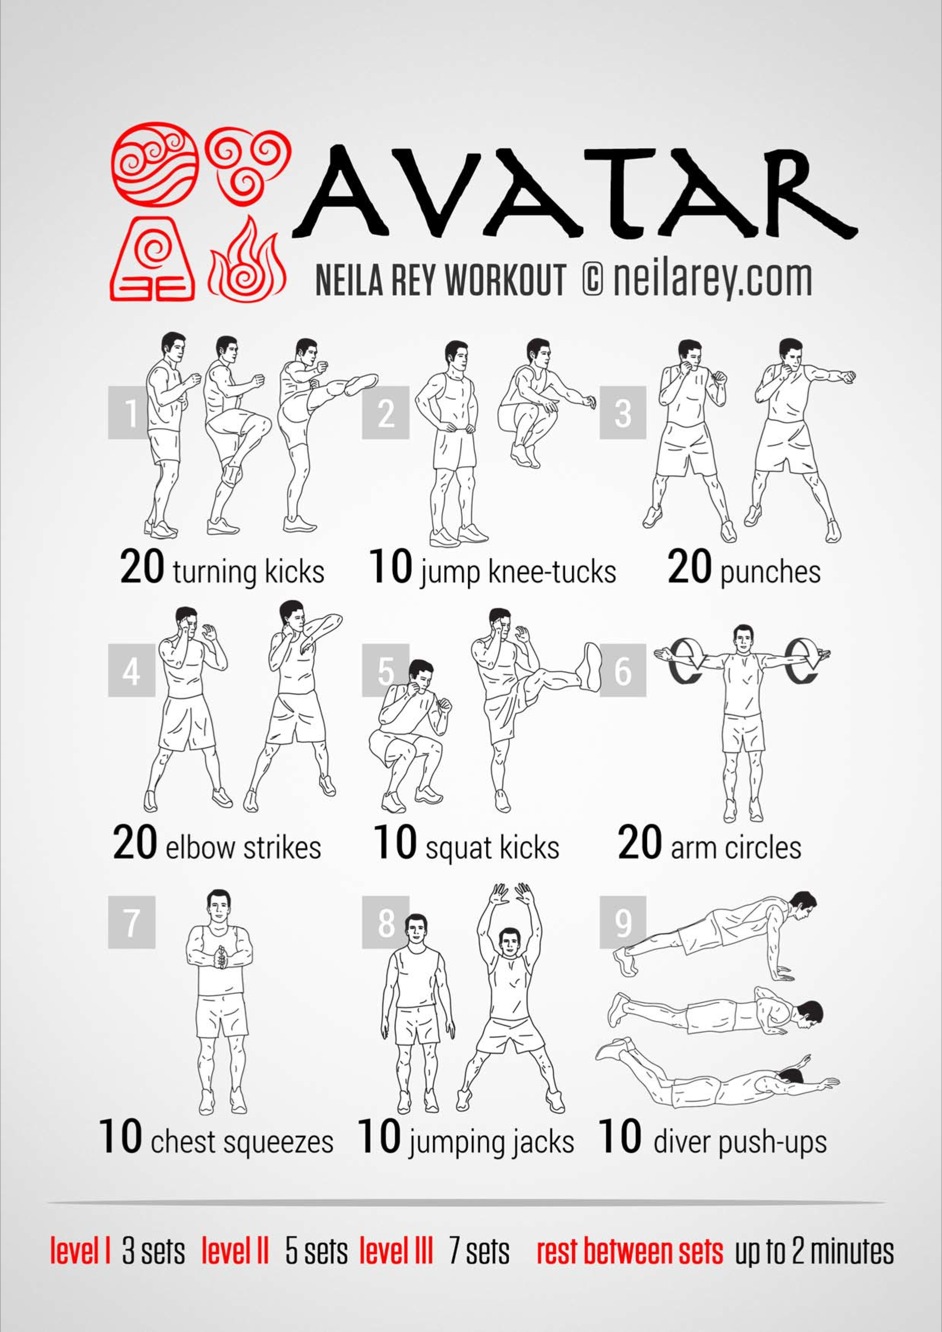 AVATAR
NEILA REY WORKOUT © neilarey.com
1
2
3
20 turning kicks
10 jump knee-tucks
20 punches
4
5
6
20 elbow strikes
10 squat kicks
20 arm circles
7
8
9
10 chest squeezes
10 jumping jacks
10 diver push-ups
level I 3 sets level II 5 sets level III 7 sets rest between sets up to 2 minutes